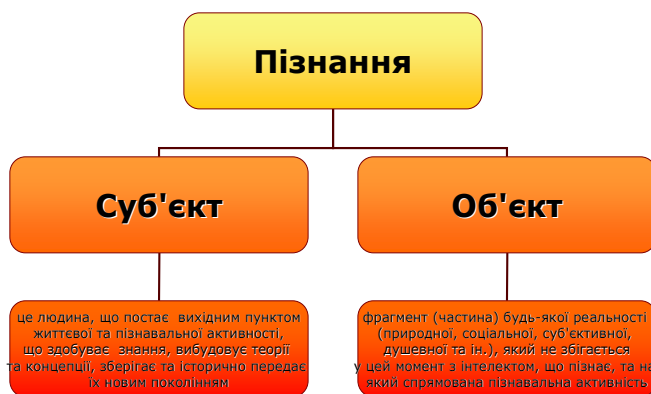 Пізнання
Суб'єкт
Об'єкт
це людина, що постає вихідним пунктом
життєвої та пізнавальної активності,
що здобуває знання, вибудовує теорії
та концепції, зберігає та історично передає
їх новим поколінням
фрагмент (частина) будь-якої реальності
(природної, соціальної, суб'єктивної,
душевної та ін.), який не збігається
у цей момент з інтелектом, що пізнає, та на
який спрямована пізнавальна активність